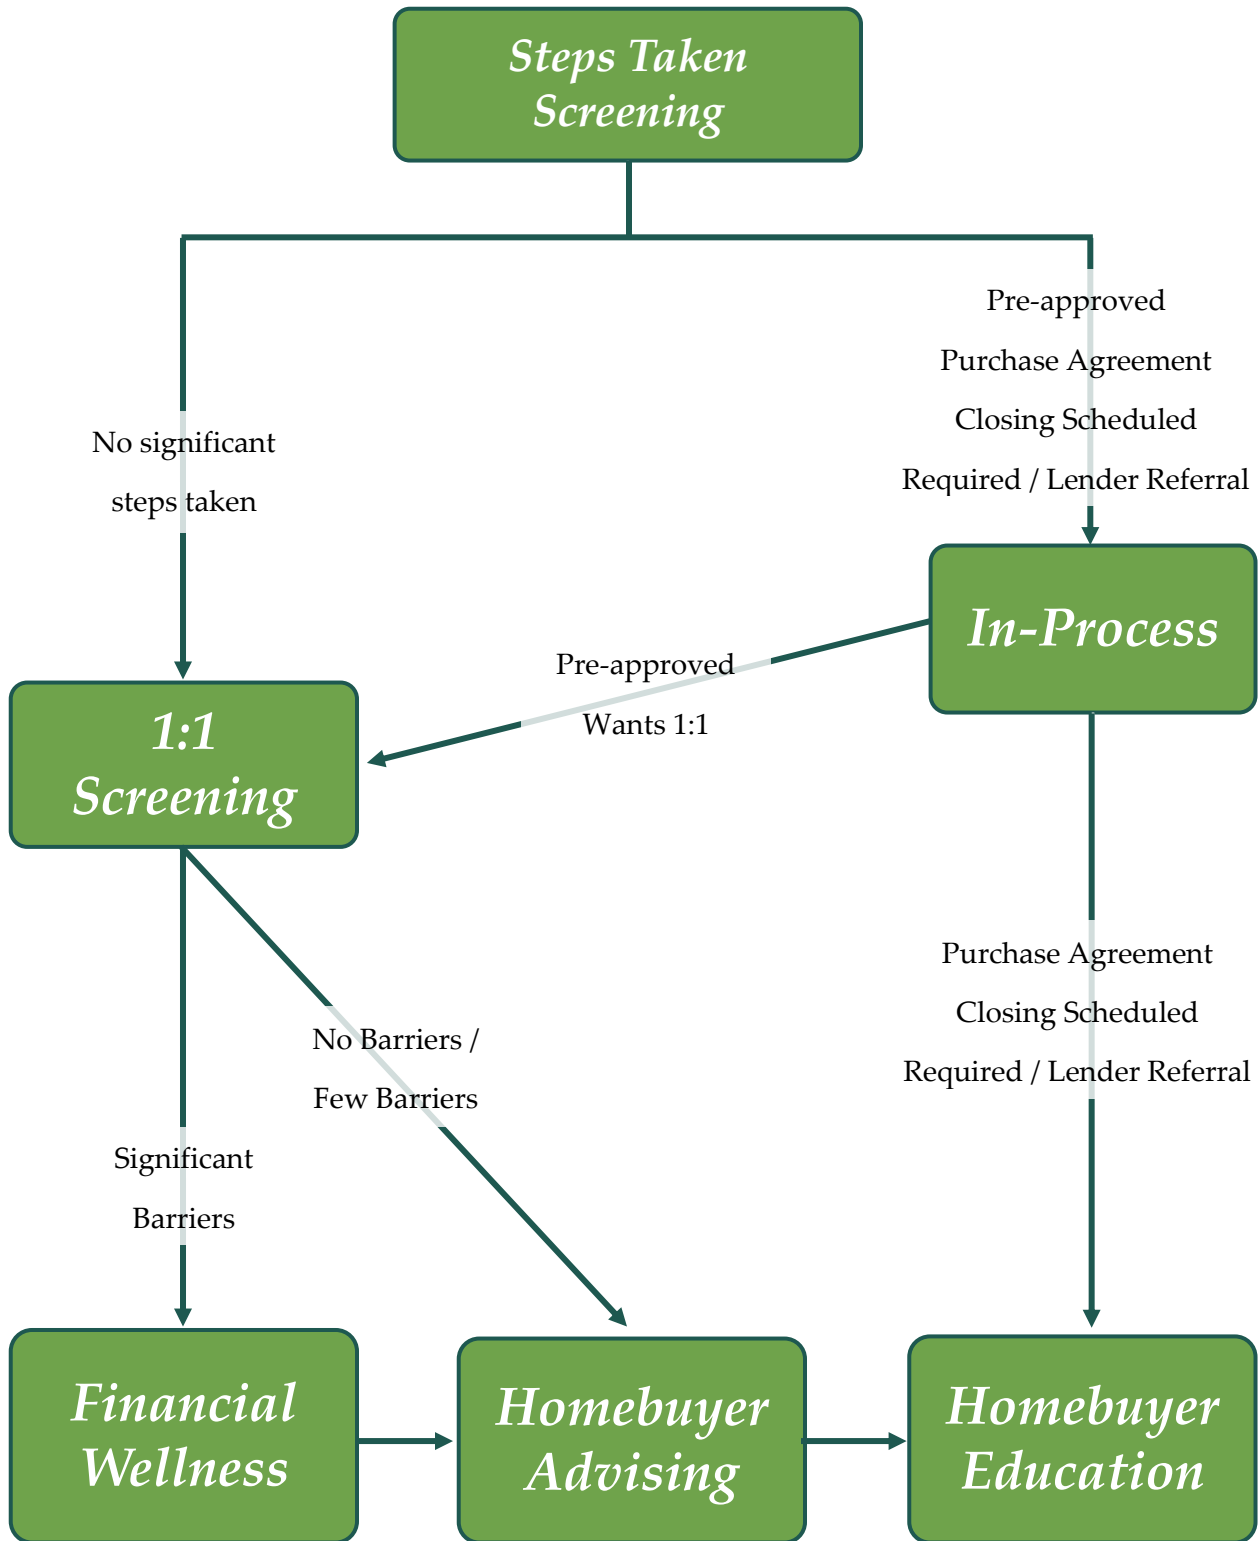 Steps Taken
Screening
Pre-approved
Purchase Agreement
Closing Scheduled
Required / Lender Referral
No significant
steps taken
In-Process
Pre-approved
Wants 1:1
1:1
Screening
Purchase Agreement
Closing Scheduled
Required / Lender Referral
No Barriers /
Few Barriers
Significant
Barriers
Financial
Wellness
Homebuyer
Advising
Homebuyer
Education